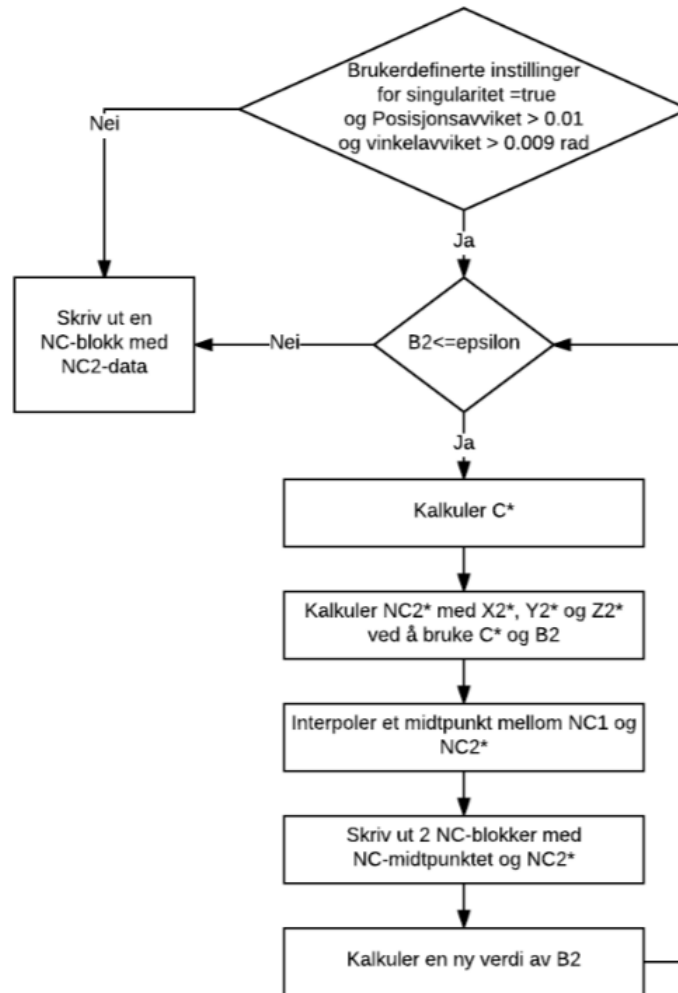 Brukerdefinerte instillinger
for singularitet =true
og Posisjonsavviket > 0.01
og vinkelavviket > 0.009 rad
Nei
Ja
Skriv ut en
NC-blokk med
NC2-data
Nei
B2<=epsilon
Ja
Kalkuler C*
Kalkuler NC2* med X2*, Y2* og Z2*
ved å bruke C* og B2
Interpoler et midtpunkt mellom NC1 og
NC2*
Skriv ut 2 NC-blokker med
NC-midtpunktet og NC2*
Kalkuler en ny verdi av B2